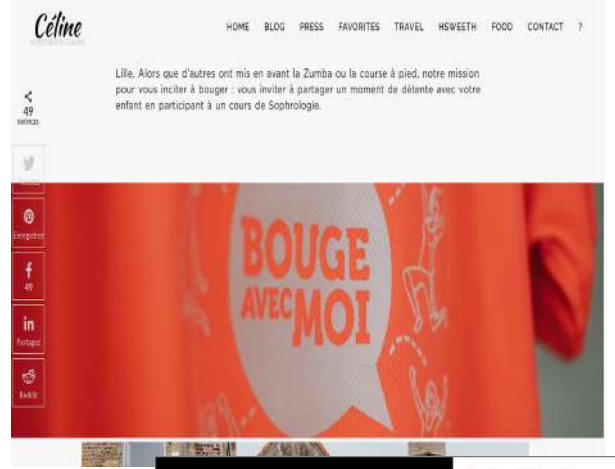 Céline
HOME BLOG PRESS FAVORITES TRAVEL HSWEETH FOOD CONTACT ?
Lille. Alors que d'autres ont mis en avant la Zumba ou la course à pied, notre mission
pour vous inciter à bouger : vous inviter à partager un moment de détente avec votre
enfant en participant à un cours de Sophrologie.
49
PARTAGES
Enregistrer
49
Partagez
Reddit
BOUGE
AVEC MOI